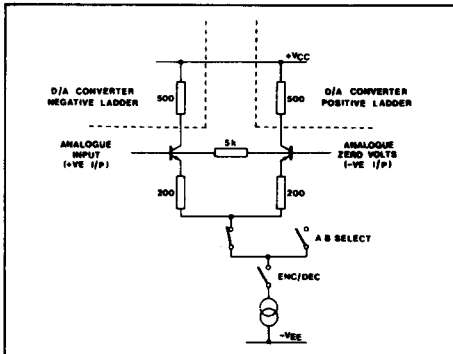 +VCC
D/A CONVERTER
NEGATIVE LADDER
500
500
D/A CONVERTER
POSITIVE LADDER
ANALOGUE
INPUT
(+VE I/P)
5k
ANALOGUE
ZERO VOLTS
(-VE I/P)
200
200
A B SELECT
ENC/DEC
-VEE